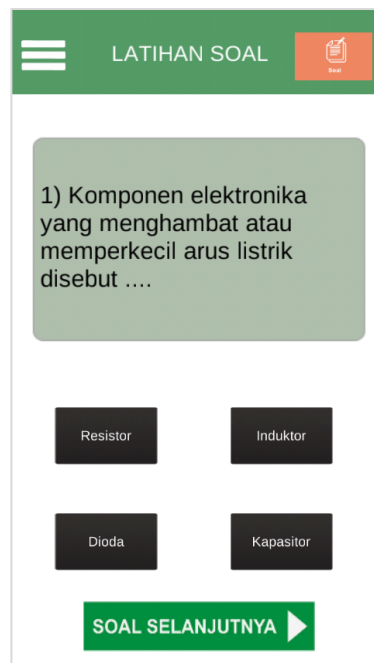 LATIHAN SOAL
Soal
1) Komponen elektronika
yang menghambat atau
memperkecil arus listrik
disebut ....
Resistor
Induktor
Dioda
Kapasitor
SOAL SELANJUTNYA